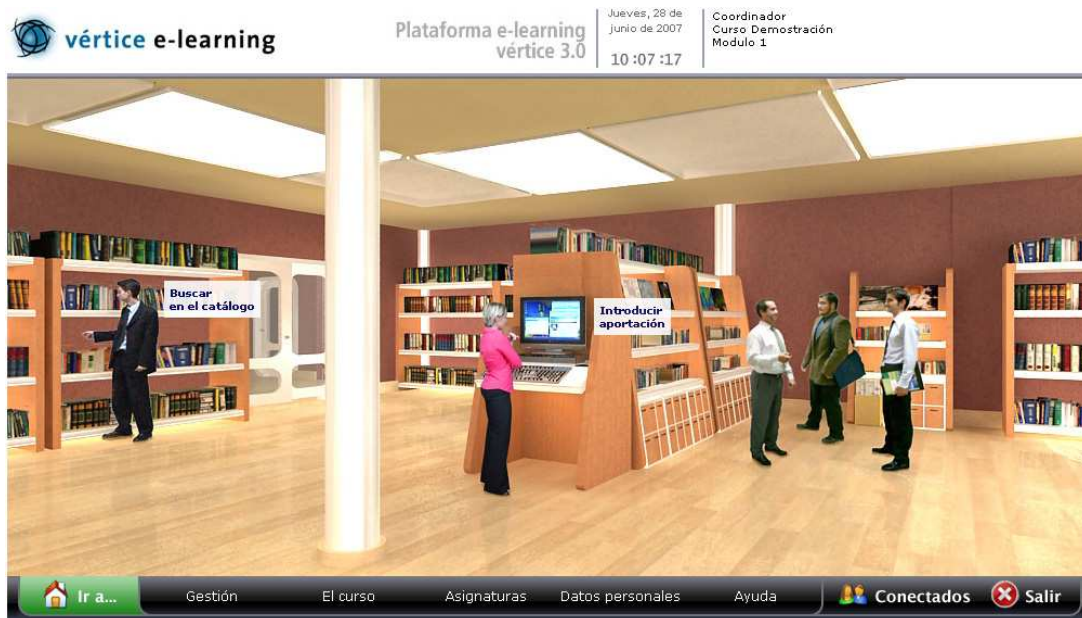 vértice e-learning
Plataforma e-learning
vértice 3.0
Jueves, 28 de
junio de 2007
10:07:17
Coordinador
Curso Demostración
Modulo 1
Buscar
en el catálogo
Introducir
aportación
Ir a...
Gestión
El curso
Asignaturas
Datos personales
Ayuda
Conectados
Salir